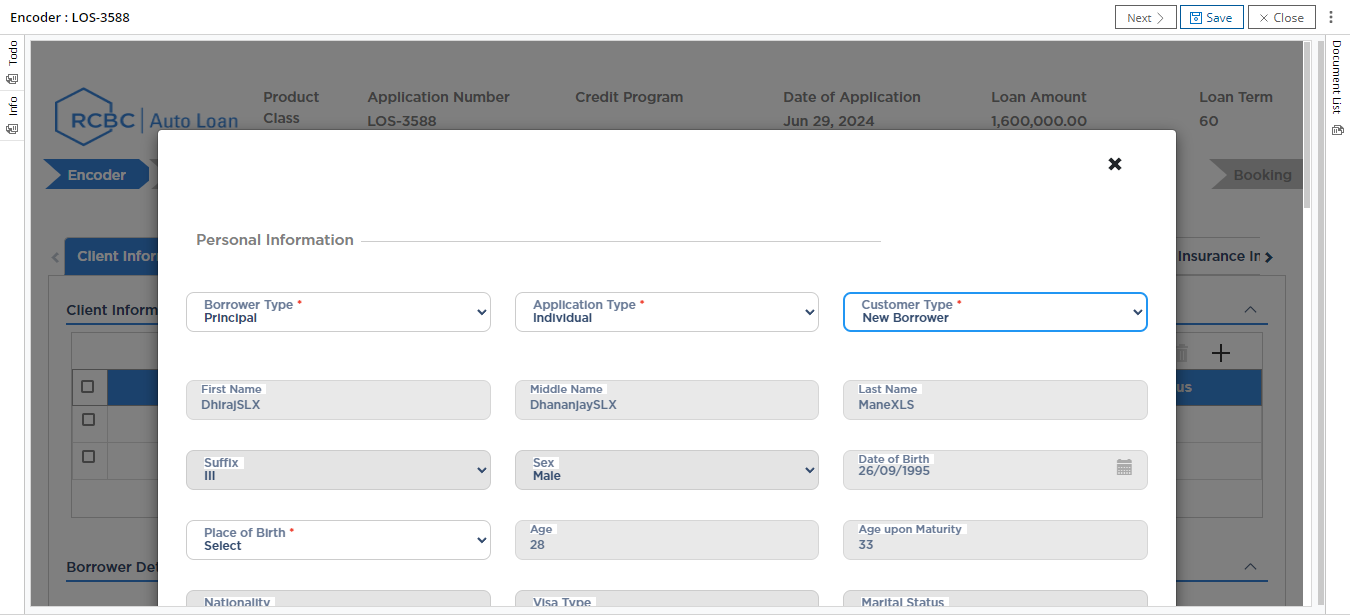 Encoder : LOS-3588
Next
Save
Close
Todo
Info
Document List
RCBC Auto Loan
Product Class
Application Number
LOS-3588
Credit Program
Date of Application
Jun 29, 2024
Loan Amount
1,600,000.00
Loan Term
60
Encoder
Booking
Client Infor
Insurance In
Client Inform
us
Borrower Det
Personal Information
Borrower Type *
Principal
Application Type *
Individual
Customer Type *
New Borrower
First Name
DhirajSLX
Middle Name
DhananjaySLX
Last Name
ManeXLS
Suffix
III
Sex
Male
Date of Birth
26/09/1995
Place of Birth *
Select
Age
28
Age upon Maturity
33
Nationality
Visa Type
Marital Status